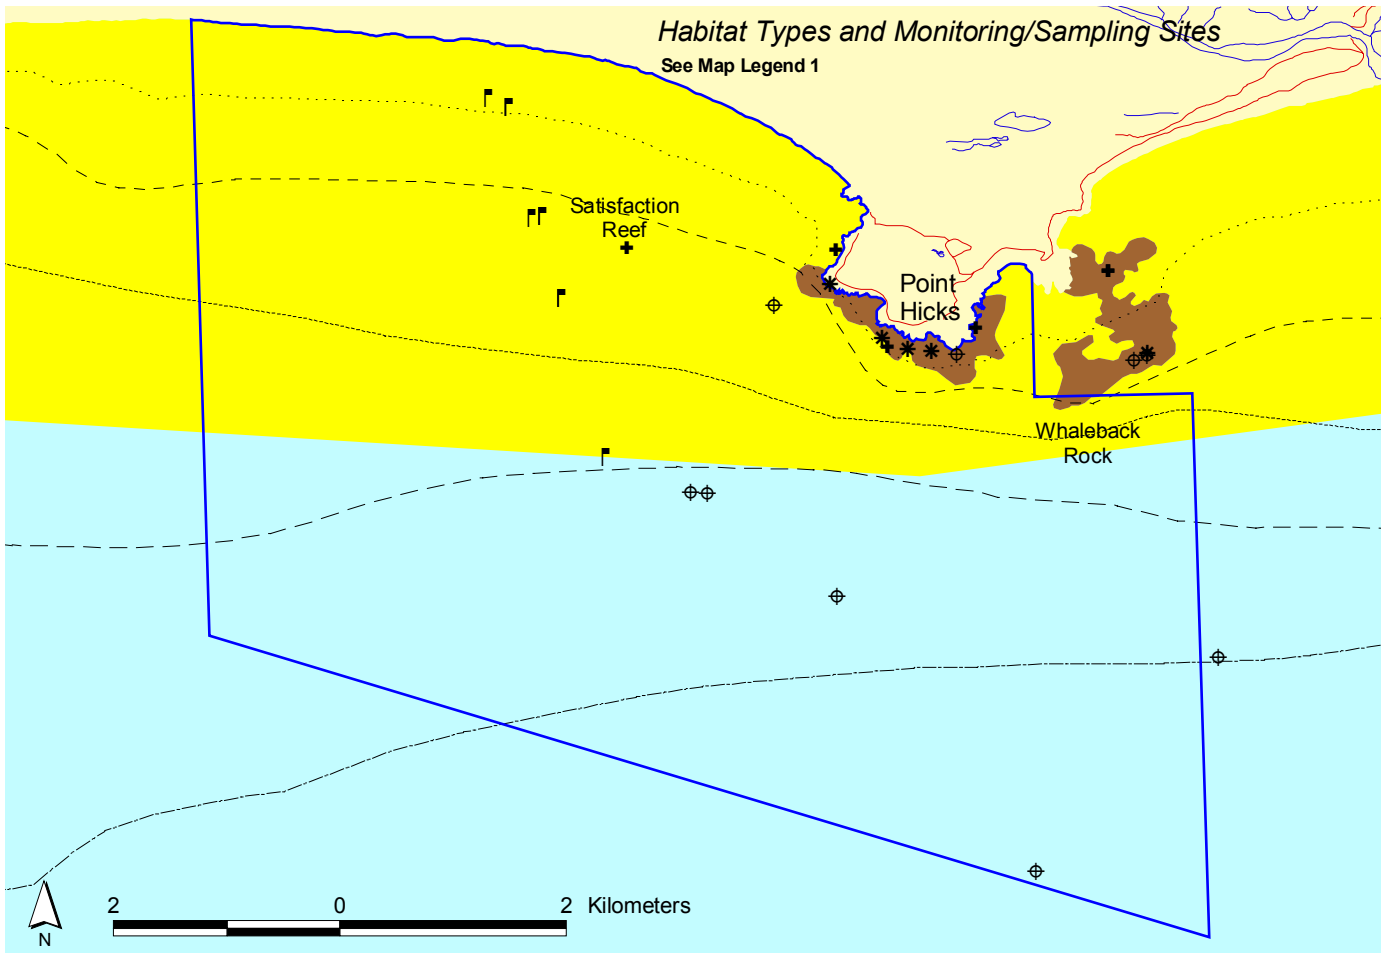 Habitat Types and Monitoring/Sampling Sites
See Map Legend 1
Satisfaction
Reef
Point
Hicks
Whaleback
Rock
2 0 2 Kilometers
N